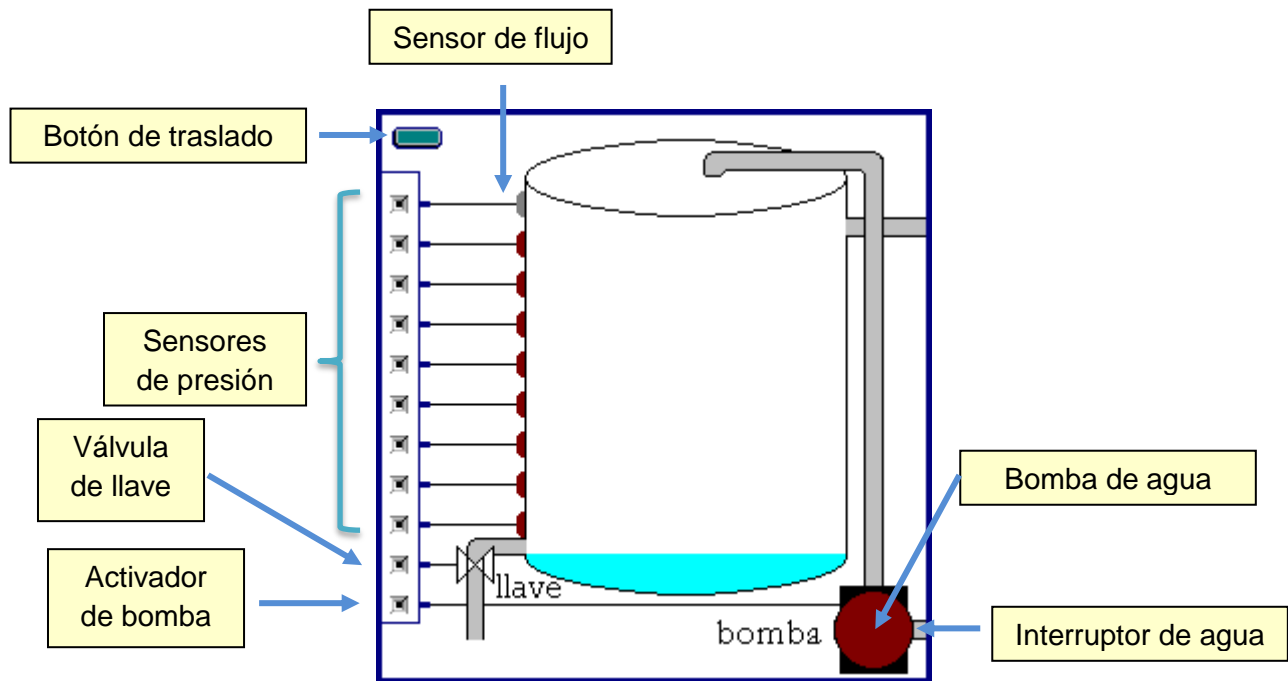 Sensor de flujo
Botón de traslado
Sensores
de presión
Válvula
de llave
Bomba de agua
llave
Activador
de bomba
bomba
Interruptor de agua